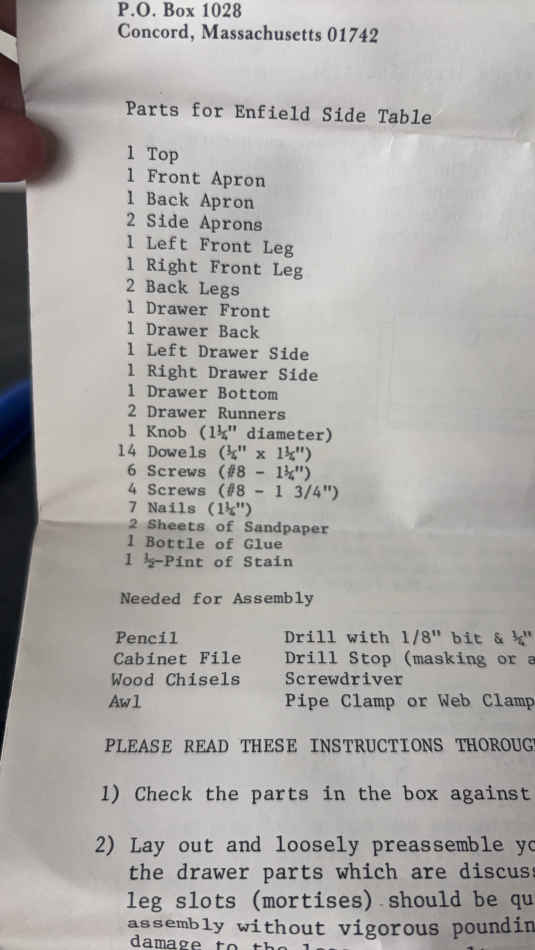 P.O. Box 1028
Concord, Massachusetts 01742
Parts for Enfield Side Table
1 Top
1 Front Apron
1 Back Apron
2 Side Aprons
1 Left Front Leg
1 Right Front Leg
2 Back Legs
1 Drawer Front
1 Drawer Back
1 Left Drawer Side
1 Right Drawer Side
1 Drawer Bottom
2 Drawer Runners
1 Knob (1¼" diameter)
14 Dowels (¼" x 1¼")
6 Screws (#8 - 1¼")
4 Screws (#8 - 1 3/4")
7 Nails (1¼")
2 Sheets of Sandpaper
1 Bottle of Glue
1 ½-Pint of Stain
Needed for Assembly
Pencil Drill with 1/8" bit & ¼"
Cabinet File Drill Stop (masking or a
Wood Chisels Screwdriver
Awl Pipe Clamp or Web Clamp
PLEASE READ THESE INSTRUCTIONS THOROUG
1) Check the parts in the box against
2) Lay out and loosely preassemble yo
the drawer parts which are discus
leg slots (mortises) should be qu
assembly without vigorous poundin
damage to the